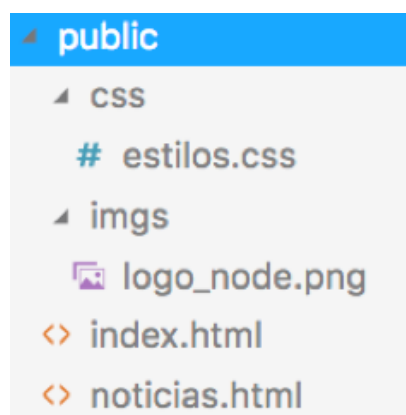 public
css
# estilos.css
imgs
logo_node.png
<> index.html
<> noticias.html